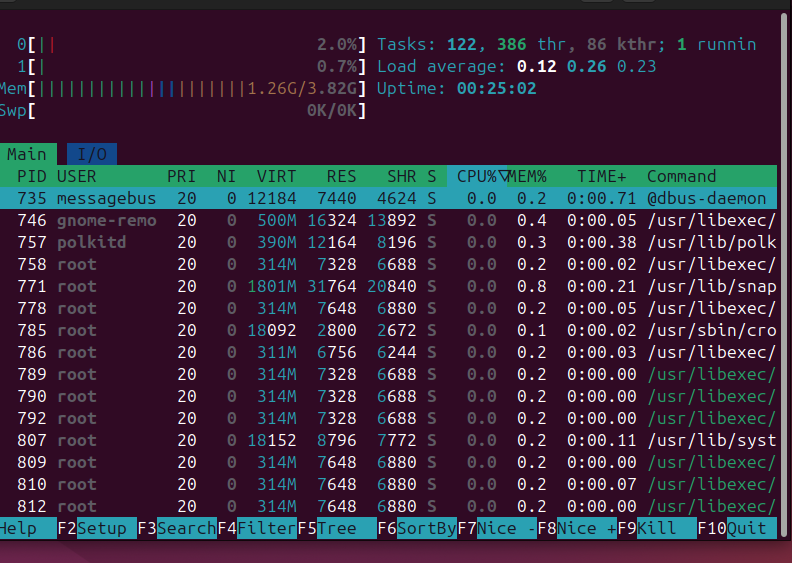 0[|| 2.0%] Tasks: 122, 386 thr, 86 kthr; 1 runnin
1[| 0.7%] Load average: 0.12 0.26 0.23
Mem[|||||||||||||||||||||1.26G/3.82G] Uptime: 00:25:02
Swp[ 0K/0K]
Main I/O
PID USER PRI NI VIRT RES SHR S CPU%▽MEM% TIME+ Command
735 messagebus 20 0 12184 7440 4624 S 0.0 0.2 0:00.71 @dbus-daemon
746 gnome-remo 20 0 500M 16324 13892 S 0.0 0.4 0:00.05 /usr/libexec/
757 polkitd 20 0 390M 12164 8196 S 0.0 0.3 0:00.38 /usr/lib/polk
758 root 20 0 314M 7328 6688 S 0.0 0.2 0:00.02 /usr/libexec/
771 root 20 0 1801M 31764 20840 S 0.0 0.8 0:00.21 /usr/lib/snap
778 root 20 0 314M 7648 6880 S 0.0 0.2 0:00.05 /usr/libexec/
785 root 20 0 18092 2800 2672 S 0.0 0.1 0:00.02 /usr/sbin/cro
786 root 20 0 311M 6756 6244 S 0.0 0.2 0:00.03 /usr/libexec/
789 root 20 0 314M 7328 6688 S 0.0 0.2 0:00.00 /usr/libexec/
790 root 20 0 314M 7328 6688 S 0.0 0.2 0:00.00 /usr/libexec/
792 root 20 0 314M 7328 6688 S 0.0 0.2 0:00.00 /usr/libexec/
807 root 20 0 18152 8796 7772 S 0.0 0.2 0:00.11 /usr/lib/syst
809 root 20 0 314M 7648 6880 S 0.0 0.2 0:00.00 /usr/libexec/
810 root 20 0 314M 7648 6880 S 0.0 0.2 0:00.07 /usr/libexec/
812 root 20 0 314M 7648 6880 S 0.0 0.2 0:00.00 /usr/libexec/
Help F2Setup F3SearchF4FilterF5Tree F6SortByF7Nice -F8Nice +F9Kill F10Quit